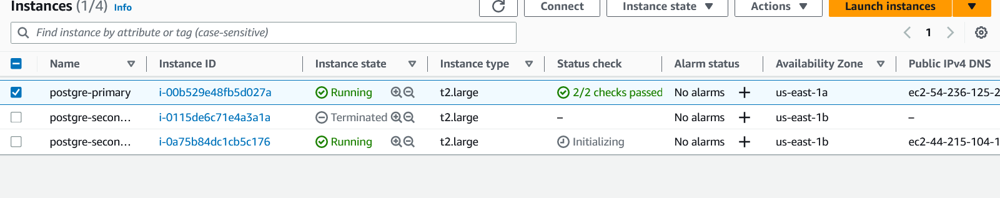 Instances (1/4) Info
Connect Instance state Actions Launch instances
Find instance by attribute or tag (case-sensitive)
1
Name Instance ID Instance state Instance type Status check Alarm status Availability Zone Public IPv4 DNS
postgre-primary i-00b529e48fb5d027a Running t2.large 2/2 checks passed No alarms + us-east-1a ec2-54-236-125-2
postgre-secon... i-0115de6c71e4a3a1a Terminated t2.large – No alarms + us-east-1b –
postgre-secon... i-0a75b84dc1cb5c176 Running t2.large Initializing No alarms + us-east-1b ec2-44-215-104-1